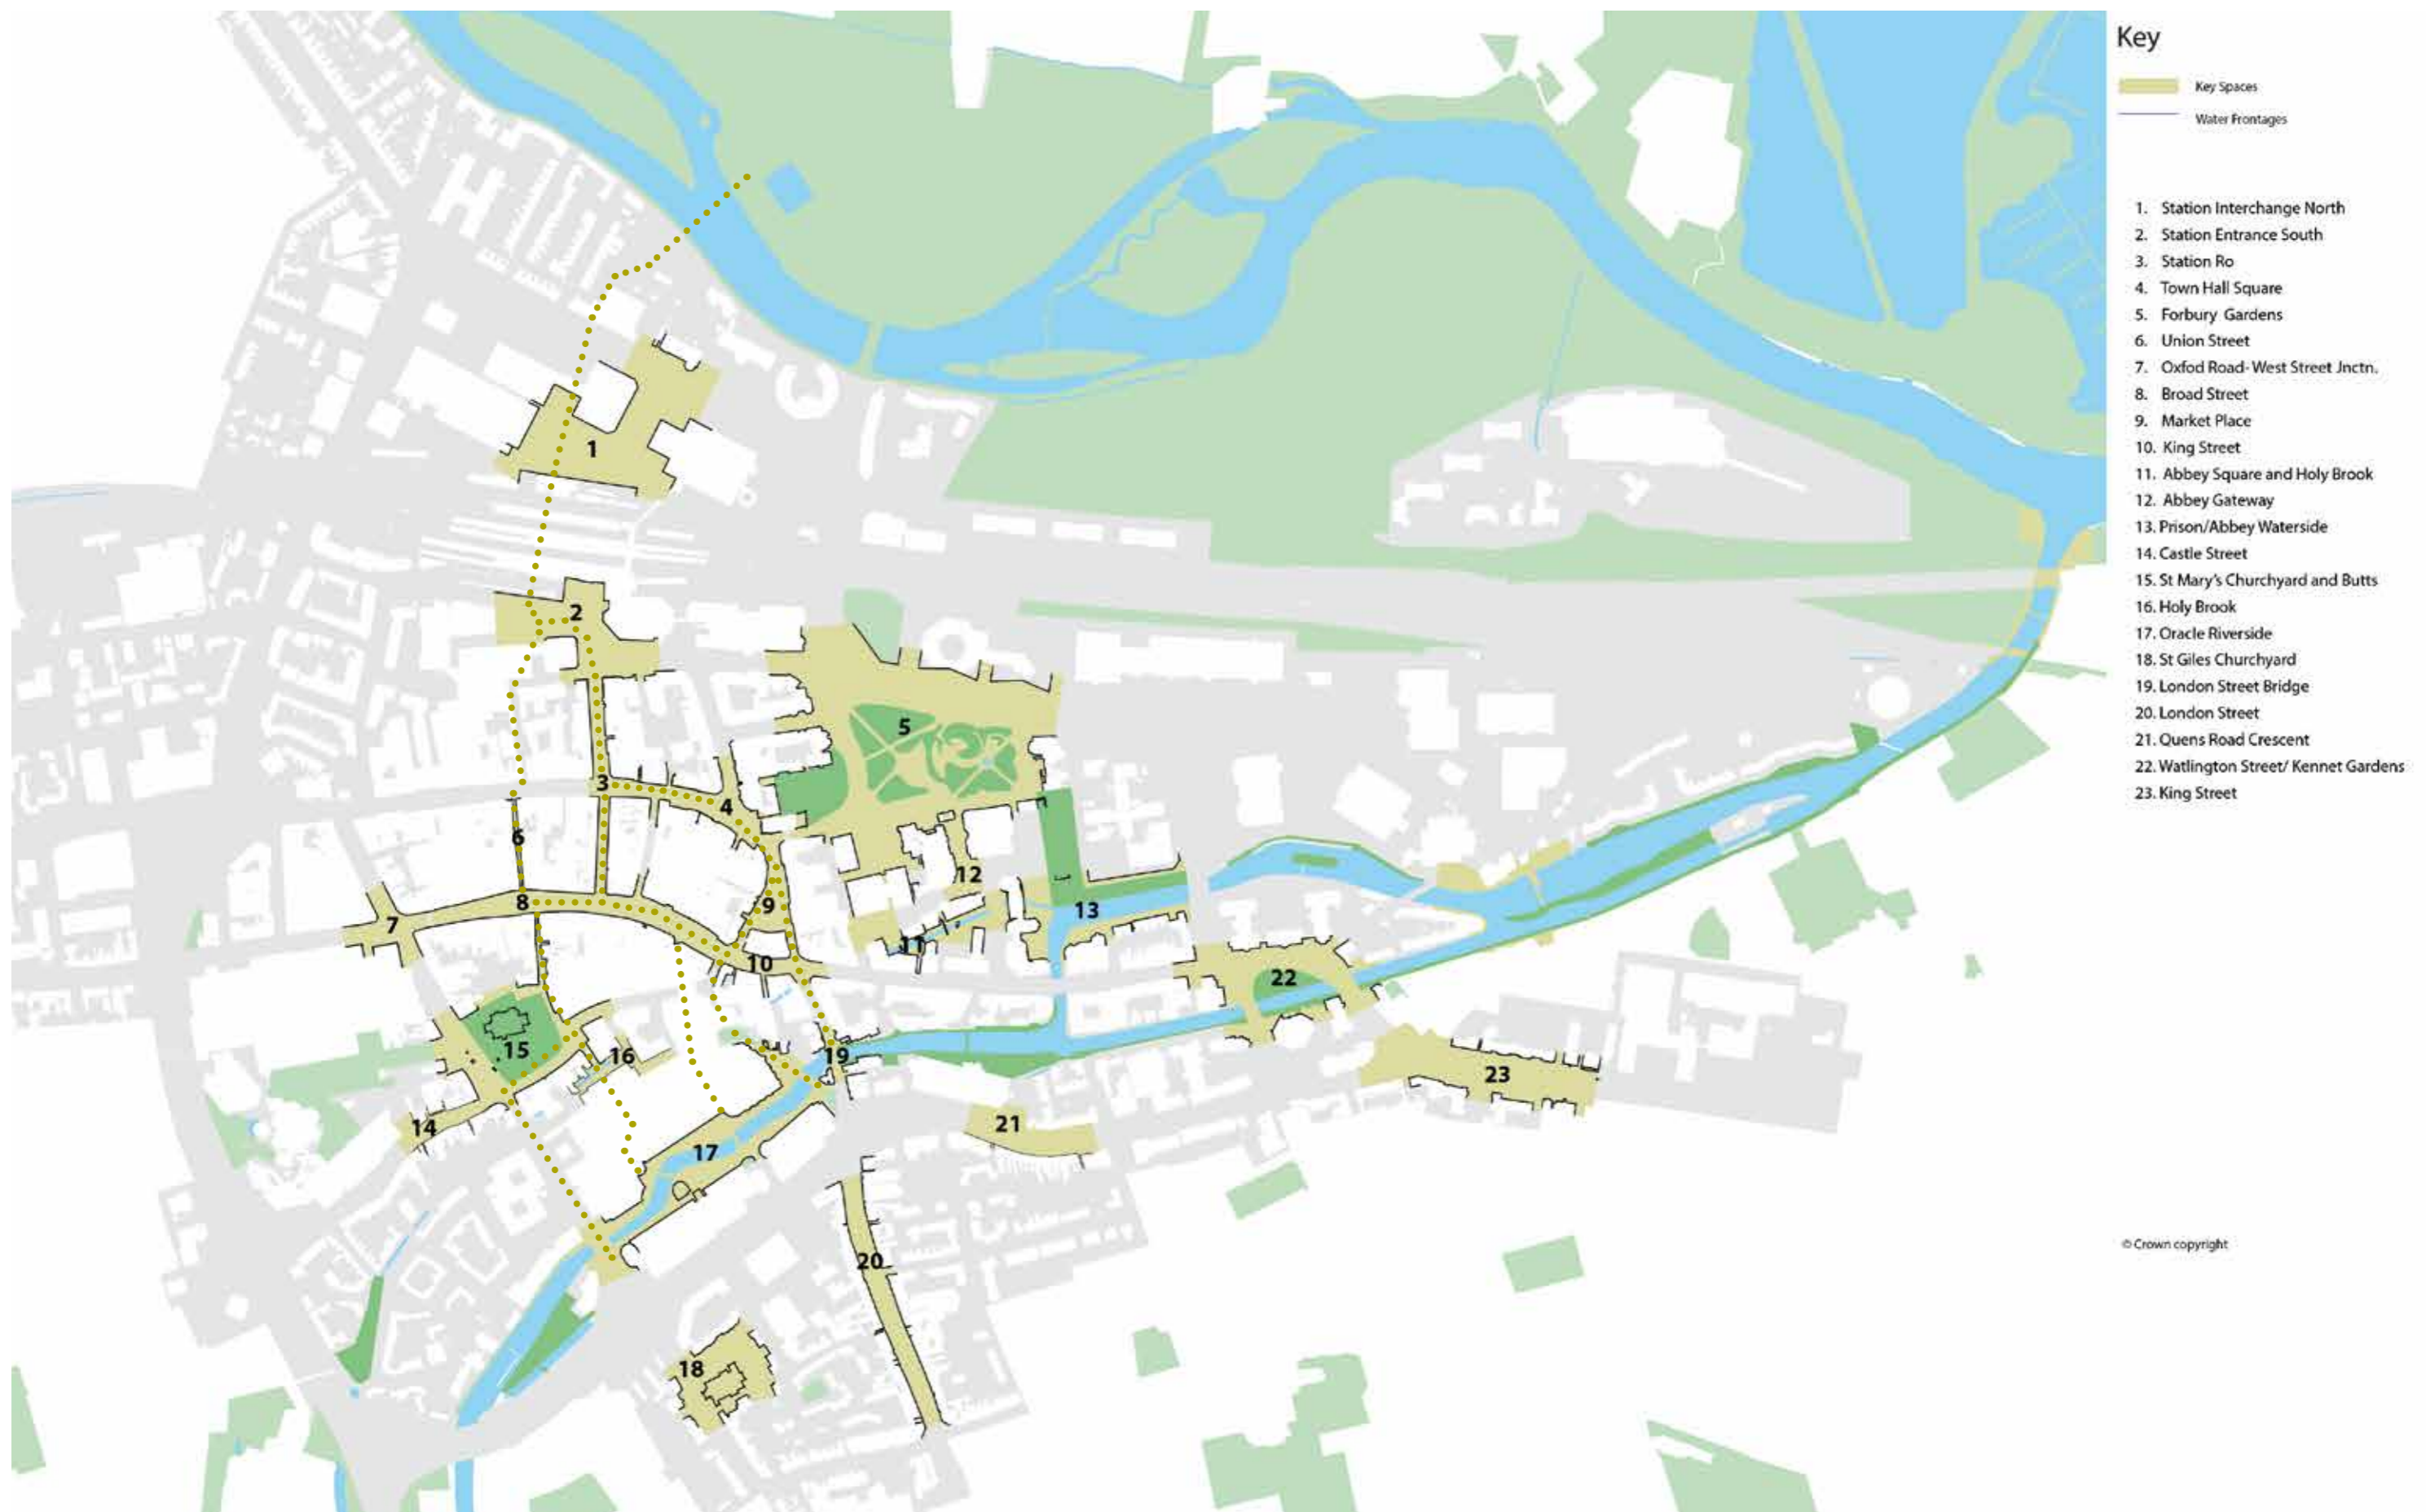 Key
Key Spaces
Water Frontages
1. Station Interchange North
2. Station Entrance South
3. Station Ro
4. Town Hall Square
5. Forbury Gardens
6. Union Street
7. Oxfod Road- West Street Jnctn.
8. Broad Street
9. Market Place
10. King Street
11. Abbey Square and Holy Brook
12. Abbey Gateway
13. Prison/Abbey Waterside
14. Castle Street
15. St Mary's Churchyard and Butts
16. Holy Brook
17. Oracle Riverside
18. St Giles Churchyard
19. London Street Bridge
20. London Street
21. Quens Road Crescent
22. Watlington Street/ Kennet Gardens
23. King Street
© Crown copyright
1
2
5
3
4
6
12
8
9
13
7
11
10
22
15
16
19
23
14
21
17
20
18